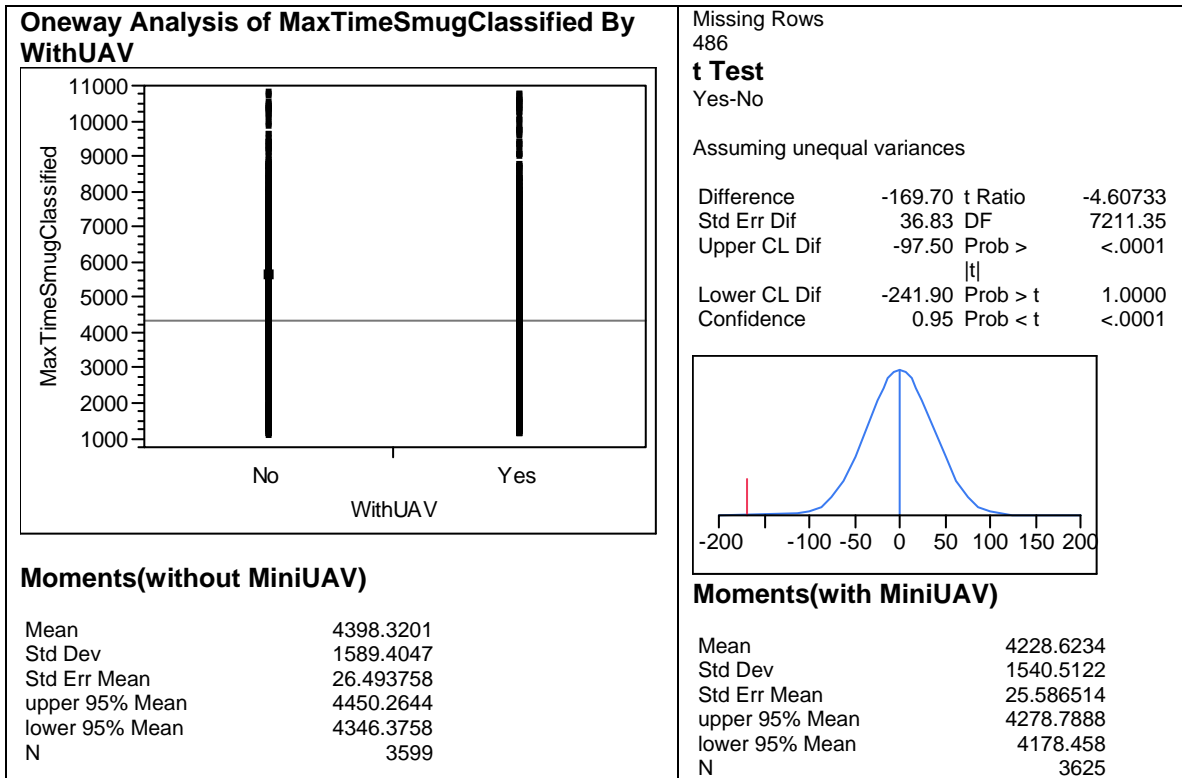 Oneway Analysis of MaxTimeSmugClassified By
WithUAV
11000
10000
9000
8000
7000
6000
5000
4000
3000
2000
1000
MaxTimeSmugClassified
No Yes
WithUAV
Moments(without MiniUAV)
Mean 4398.3201
Std Dev 1589.4047
Std Err Mean 26.493758
upper 95% Mean 4450.2644
lower 95% Mean 4346.3758
N 3599
Missing Rows
486
t Test
Yes-No
Assuming unequal variances
Difference -169.70 t Ratio -4.60733
Std Err Dif 36.83 DF 7211.35
Upper CL Dif -97.50 Prob > <.0001
|t|
Lower CL Dif -241.90 Prob > t 1.0000
Confidence 0.95 Prob < t <.0001
-200 -100 -50 0 50 100 150 200
Moments(with MiniUAV)
Mean 4228.6234
Std Dev 1540.5122
Std Err Mean 25.586514
upper 95% Mean 4278.7888
lower 95% Mean 4178.458
N 3625